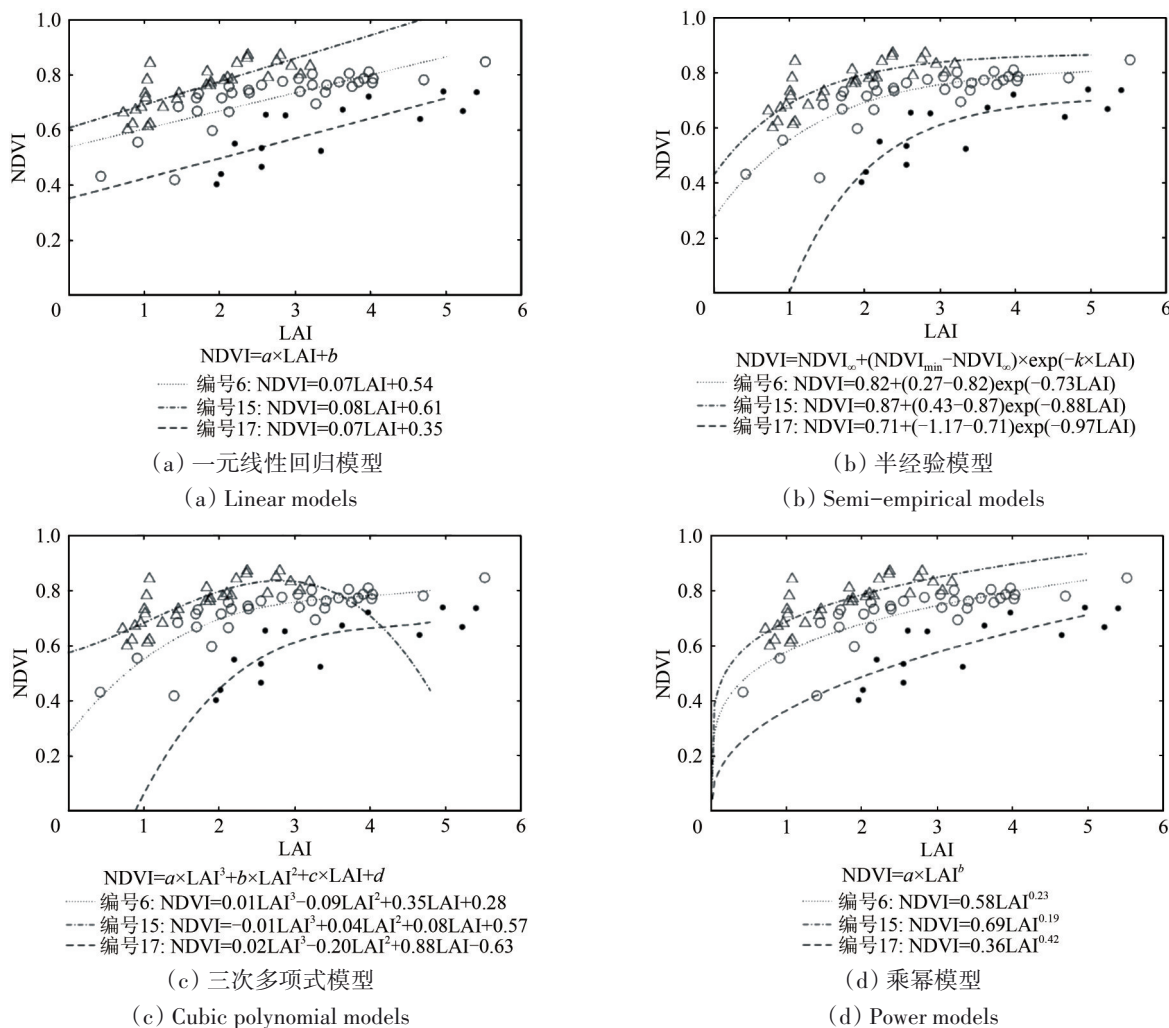 1.0
0.8
0.6
0.4
0.2
0
NDVI
1
2
3
4
5
6
LAI
NDVI=a×LAI+b
编号6: NDVI=0.07LAI+0.54
编号15: NDVI=0.08LAI+0.61
编号17: NDVI=0.07LAI+0.35
（a）一元线性回归模型
（a）Linear models
1.0
0.8
0.6
0.4
0.2
0
NDVI
1
2
3
4
5
6
LAI
NDVI=NDVI∞+(NDVImin−NDVI∞)×exp(−k×LAI)
编号6: NDVI=0.82+(0.27−0.82)exp(−0.73LAI)
编号15: NDVI=0.87+(0.43−0.87)exp(−0.88LAI)
编号17: NDVI=0.71+(−1.17−0.71)exp(−0.97LAI)
（b）半经验模型
（b）Semi−empirical models
1.0
0.8
0.6
0.4
0.2
0
NDVI
1
2
3
4
5
6
LAI
NDVI=a×LAI³+b×LAI²+c×LAI+d
编号6: NDVI=0.01LAI³−0.09LAI²+0.35LAI+0.28
编号15: NDVI=−0.01LAI³+0.04LAI²+0.08LAI+0.57
编号17: NDVI=0.02LAI³−0.20LAI²+0.88LAI−0.63
（c）三次多项式模型
（c）Cubic polynomial models
1.0
0.8
0.6
0.4
0.2
0
NDVI
1
2
3
4
5
6
LAI
NDVI=a×LAIᵇ
编号6: NDVI=0.58LAI⁰·²³
编号15: NDVI=0.69LAI⁰·¹⁹
编号17: NDVI=0.36LAI⁰·⁴²
（d）乘幂模型
（d）Power models